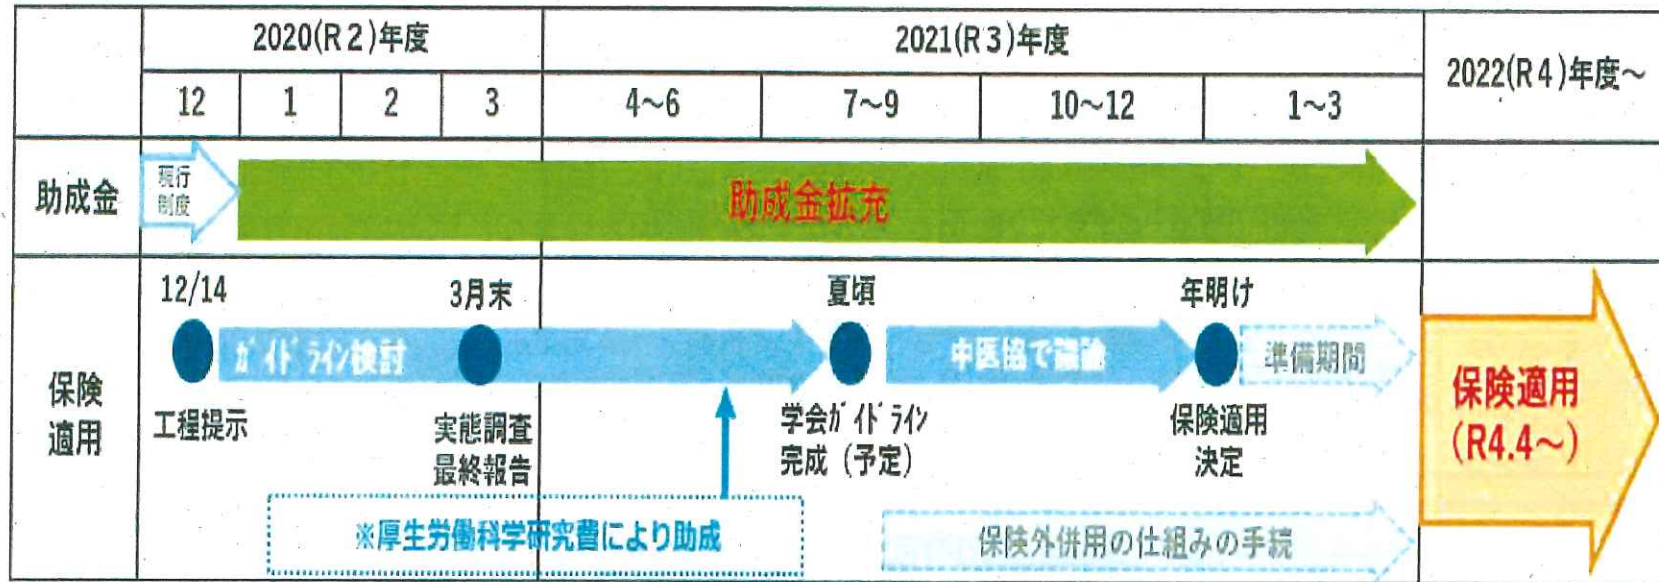 2020(R2)年度
2021(R3)年度
2022(R4)年度～
12
1
2
3
4～6
7～9
10～12
1～3
助成金
現行
制度
助成金拡充
保険
適用
12/14
3月末
夏頃
年明け
ｶﾞｲﾄﾞﾗｲﾝ検討
中医協で議論
準備期間
工程提示
実態調査
最終報告
学会ｶﾞｲﾄﾞﾗｲﾝ
完成（予定）
保険適用
決定
保険適用
(R4.4～)
※厚生労働科学研究費により助成
保険外併用の仕組みの手続